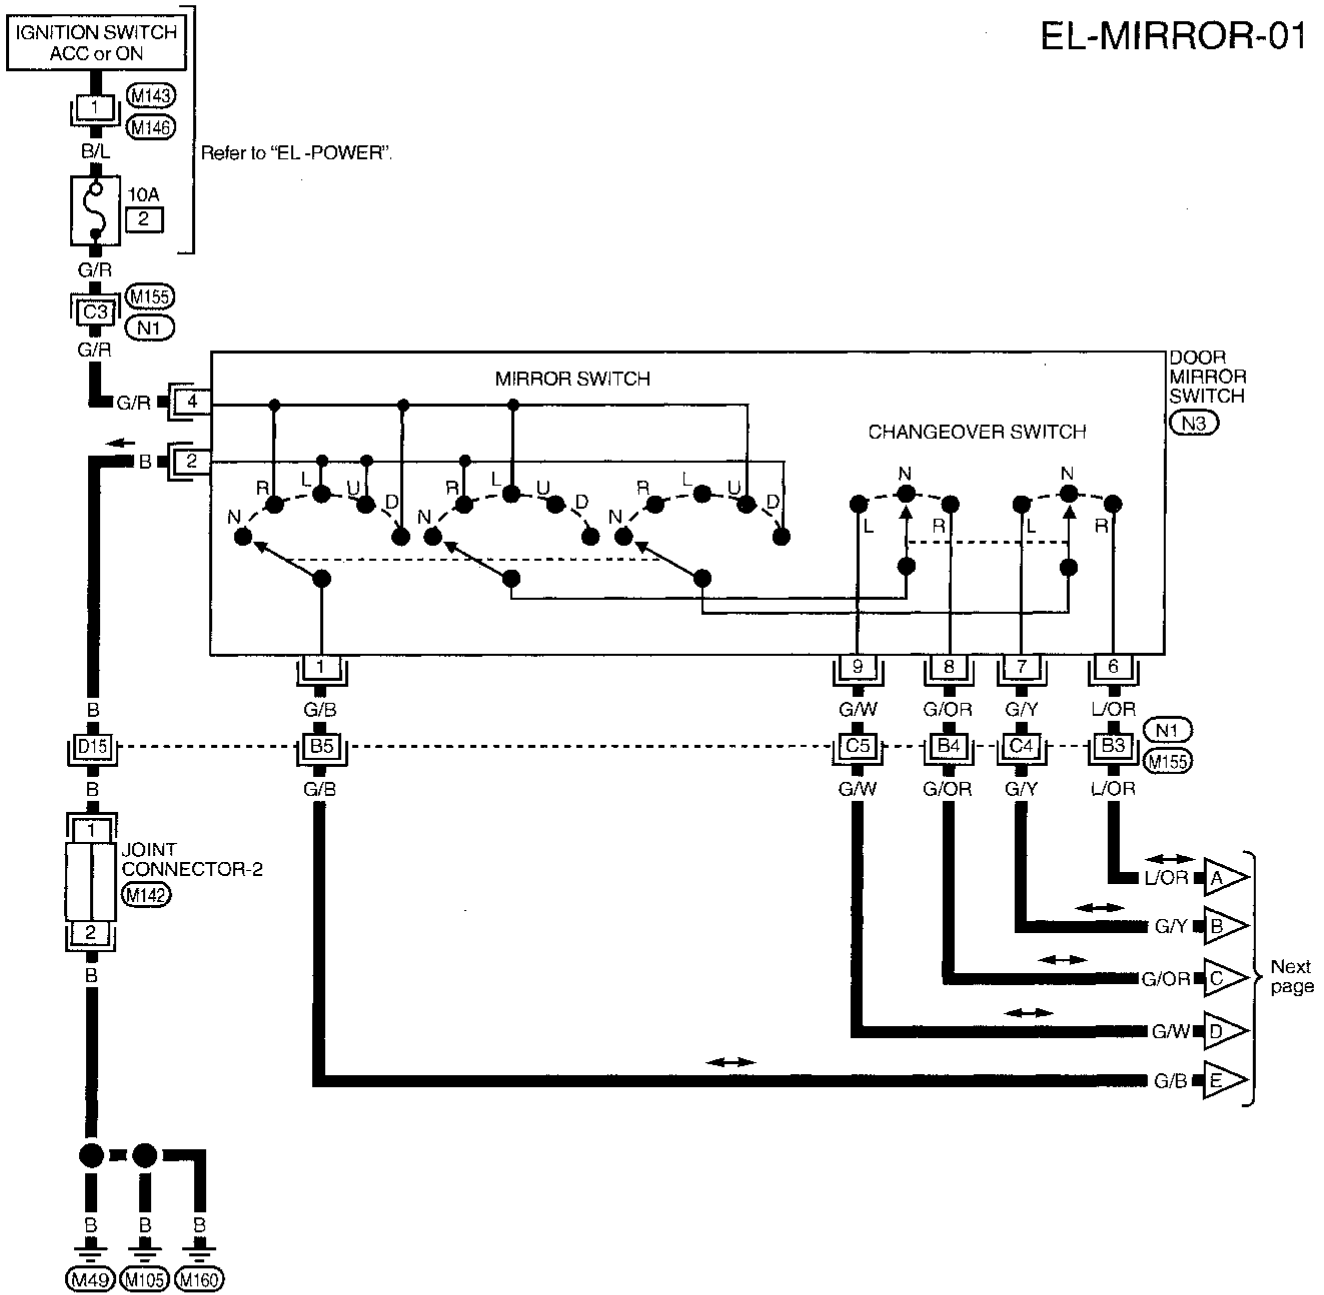 EL-MIRROR-01
IGNITION SWITCH
ACC or ON
1
M143
M146
B/L
Refer to "EL -POWER".
10A
2
G/R
C3
M155
N1
G/R
G/R
4
MIRROR SWITCH
DOOR
MIRROR
SWITCH
N3
CHANGEOVER SWITCH
B
2
N
R
L
U
D
N
R
L
U
D
N
R
L
U
D
L
N
R
L
N
R
1
9
8
7
6
B
G/B
G/W
G/OR
G/Y
L/OR
N1
M155
D15
B5
C5
B4
C4
B3
B
G/B
G/W
G/OR
G/Y
L/OR
1
JOINT
CONNECTOR-2
M142
2
B
L/OR
A
G/Y
B
G/OR
C
G/W
D
G/B
E
Next
page
B
B
B
M49
M105
M160